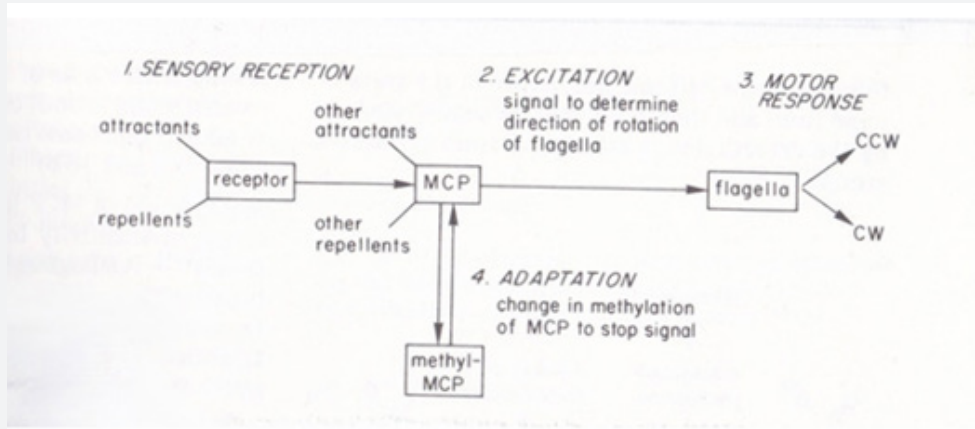 1. SENSORY RECEPTION
attractants
repellents
receptor
other
attractants
MCP
other
repellents
2. EXCITATION
signal to determine
direction of rotation
of flagella
3. MOTOR
RESPONSE
flagella
CCW
CW
4. ADAPTATION
change in methylation
of MCP to stop signal
methyl-
MCP